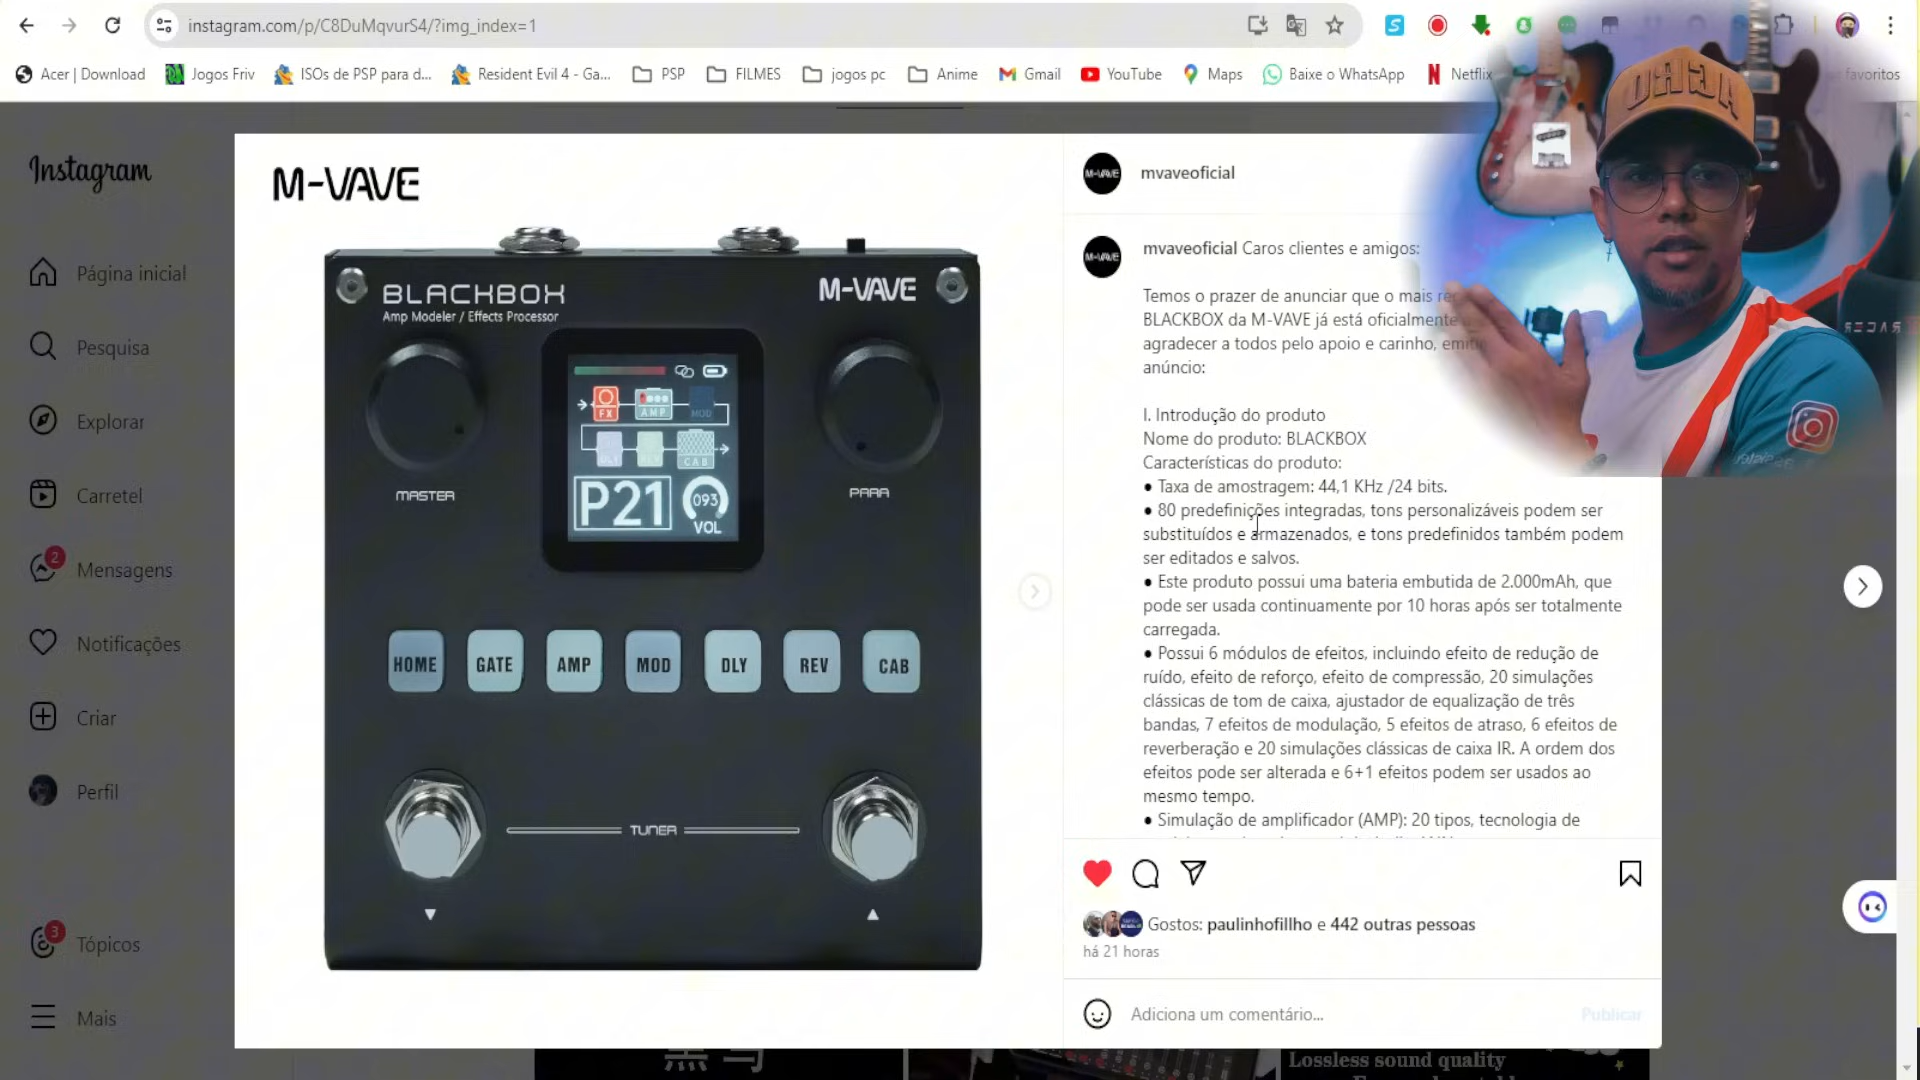 instagram.com/p/C8DuMqvurS4/?img_index=1
Acer | Download
Jogos Friv
ISOs de PSP para d...
Resident Evil 4 - Ga...
PSP
FILMES
jogos pc
Anime
Gmail
YouTube
Maps
Baixe o WhatsApp
Netflix
favoritos
Instagram
Página inicial
Pesquisa
Explorar
Carretel
2
Mensagens
Notificações
Criar
Perfil
3
Tópicos
Mais
M-VAVE
BLACKBOX
Amp Modeler / Effects Processor
M-VAVE
FX
AMP
MOD
CAB
P21
093
VOL
MASTER
PARA
HOME
GATE
AMP
MOD
DLY
REV
CAB
TUNER
M-VAVE
mvaveoficial
M-VAVE
mvaveoficial Caros clientes e amigos:
Temos o prazer de anunciar que o mais
BLACKBOX da M-VAVE já está oficialmente
agradecer a todos pelo apoio e carinho,
anúncio:
I. Introdução do produto
Nome do produto: BLACKBOX
Características do produto:
● Taxa de amostragem: 44,1 KHz /24 bits.
● 80 predefinições integradas, tons personalizáveis podem ser
substituídos e armazenados, e tons predefinidos também podem
ser editados e salvos.
● Este produto possui uma bateria embutida de 2.000mAh, que
pode ser usada continuamente por 10 horas após ser totalmente
carregada.
● Possui 6 módulos de efeitos, incluindo efeito de redução de
ruído, efeito de reforço, efeito de compressão, 20 simulações
clássicas de tom de caixa, ajustador de equalização de três
bandas, 7 efeitos de modulação, 5 efeitos de atraso, 6 efeitos de
reverberação e 20 simulações clássicas de caixa IR. A ordem dos
efeitos pode ser alterada e 6+1 efeitos podem ser usados ao
mesmo tempo.
● Simulação de amplificador (AMP): 20 tipos, tecnologia de
Gostos: paulinhofillho e 442 outras pessoas
há 21 horas
Adiciona um comentário...
Publicar
Lossless sound quality